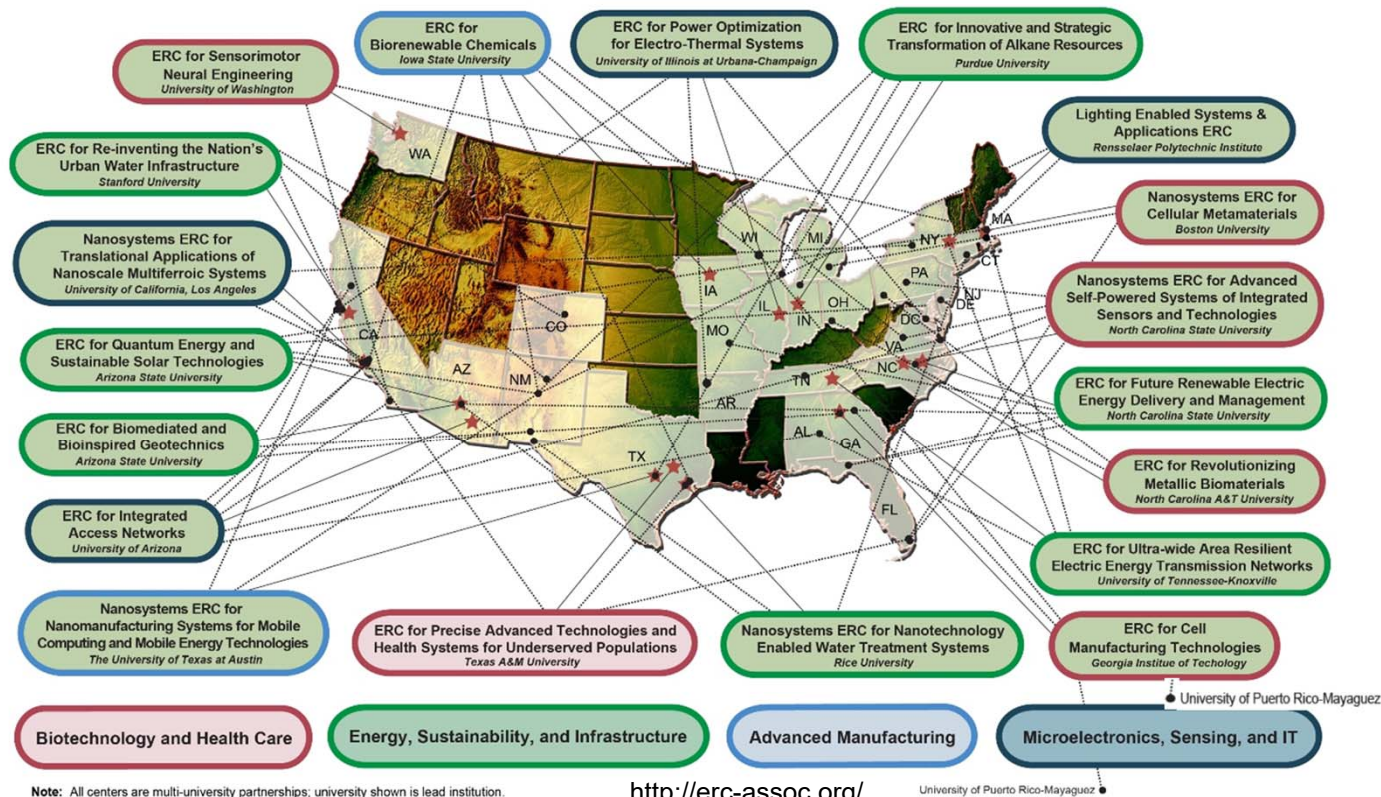 ERC for Sensorimotor
Neural Engineering
University of Washington
ERC for
Biorenewable Chemicals
Iowa State University
ERC for Power Optimization
for Electro-Thermal Systems
University of Illinois at Urbana-Champaign
ERC for Innovative and Strategic
Transformation of Alkane Resources
Purdue University
Lighting Enabled Systems &
Applications ERC
Rensselaer Polytechnic Institute
ERC for Re-inventing the Nation's
Urban Water Infrastructure
Stanford University
Nanosystems ERC for
Cellular Metamaterials
Boston University
Nanosystems ERC for
Translational Applications of
Nanoscale Multiferroic Systems
University of California, Los Angeles
Nanosystems ERC for Advanced
Self-Powered Systems of Integrated
Sensors and Technologies
North Carolina State University
ERC for Quantum Energy and
Sustainable Solar Technologies
Arizona State University
ERC for Future Renewable Electric
Energy Delivery and Management
North Carolina State University
ERC for Biomediated and
Bioinspired Geotechnics
Arizona State University
ERC for Revolutionizing
Metallic Biomaterials
North Carolina A&T University
ERC for Integrated
Access Networks
University of Arizona
ERC for Ultra-wide Area Resilient
Electric Energy Transmission Networks
University of Tennessee-Knoxville
Nanosystems ERC for
Nanomanufacturing Systems for Mobile
Computing and Mobile Energy Technologies
The University of Texas at Austin
ERC for Precise Advanced Technologies and
Health Systems for Underserved Populations
Texas A&M University
Nanosystems ERC for Nanotechnology
Enabled Water Treatment Systems
Rice University
ERC for Cell
Manufacturing Technologies
Georgia Institue of Techology
WA
MA
WI
MI
NY
CT
PA
IA
NJ
DE
IL
IN
OH
CO
MO
DC
CA
VA
AZ
NM
NC
TN
AR
AL
GA
TX
FL
University of Puerto Rico-Mayaguez
Biotechnology and Health Care
Energy, Sustainability, and Infrastructure
Advanced Manufacturing
Microelectronics, Sensing, and IT
Note: All centers are multi-university partnerships; university shown is lead institution.
http://erc-assoc.org/
University of Puerto Rico-Mayaguez